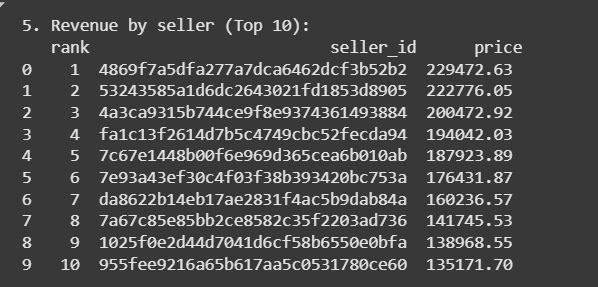 5. Revenue by seller (Top 10):
rank seller_id price
0 1 4869f7a5dfa277a7dca6462dcf3b52b2 229472.63
1 2 53243585a1d6dc2643021fd1853d8905 222776.05
2 3 4a3ca9315b744ce9f8e9374361493884 200472.92
3 4 fa1c13f2614d7b5c4749cbc52fecda94 194042.03
4 5 7c67e1448b00f6e969d365cea6b010ab 187923.89
5 6 7e93a43ef30c4f03f38b393420bc753a 176431.87
6 7 da8622b14eb17ae2831f4ac5b9dab84a 160236.57
7 8 7a67c85e85bb2ce8582c35f2203ad736 141745.53
8 9 1025f0e2d44d7041d6cf58b6550e0bfa 138968.55
9 10 955fee9216a65b617aa5c0531780ce60 135171.70